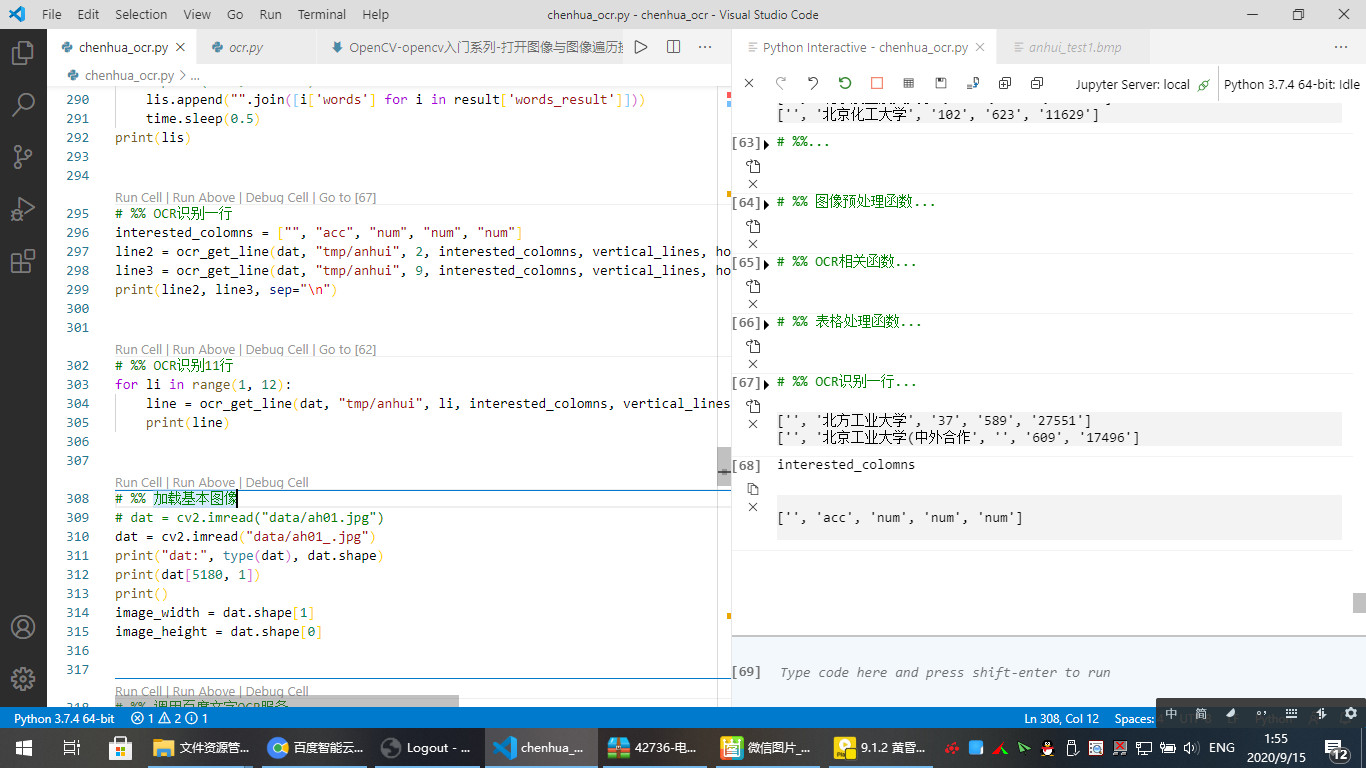 File Edit Selection View Go Run Terminal Help
chenhua_ocr.py - chenhua_ocr - Visual Studio Code
chenhua_ocr.py
ocr.py
OpenCV-opencv入门系列-打开图像与图像遍历
chenhua_ocr.py > ...
290 lis.append("".join([i['words'] for i in result['words_result']]))
291 time.sleep(0.5)
292 print(lis)
293
294
Run Cell | Run Above | Debug Cell | Go to [67]
295 # %% OCR识别一行
296 interested_colomns = ["", "acc", "num", "num", "num"]
297 line2 = ocr_get_line(dat, "tmp/anhui", 2, interested_colomns, vertical_lines, ho
298 line3 = ocr_get_line(dat, "tmp/anhui", 9, interested_colomns, vertical_lines, ho
299 print(line2, line3, sep="\n")
300
301
Run Cell | Run Above | Debug Cell | Go to [62]
302 # %% OCR识别11行
303 for li in range(1, 12):
304 line = ocr_get_line(dat, "tmp/anhui", li, interested_colomns, vertical_lines
305 print(line)
306
307
Run Cell | Run Above | Debug Cell
308 # %% 加载基本图像
309 # dat = cv2.imread("data/ah01.jpg")
310 dat = cv2.imread("data/ah01_.jpg")
311 print("dat:", type(dat), dat.shape)
312 print(dat[5180, 1])
313 print()
314 image_width = dat.shape[1]
315 image_height = dat.shape[0]
316
317
Run Cell | Run Above | Debug Cell
318 # %% 调用百度文字OCR服务
Python Interactive - chenhua_ocr.py
anhui_test1.bmp
Jupyter Server: local
Python 3.7.4 64-bit: Idle
['', '北京化工大学', '102', '623', '11629']
[63] # %%...
[64] # %% 图像预处理函数...
[65] # %% OCR相关函数...
[66] # %% 表格处理函数...
[67] # %% OCR识别一行...
['', '北方工业大学', '37', '589', '27551']
['', '北京工业大学(中外合作', '', '609', '17496']
[68] interested_colomns
['', 'acc', 'num', 'num', 'num']
[69] Type code here and press shift-enter to run
Python 3.7.4 64-bit 1 2 1
Ln 308, Col 12 Spaces:
中 简
文件资源管...
百度智能云...
Logout - ...
chenhua_...
42736-电...
微信图片_...
9.1.2 黄昏...
ENG
1:55
2020/9/15
12